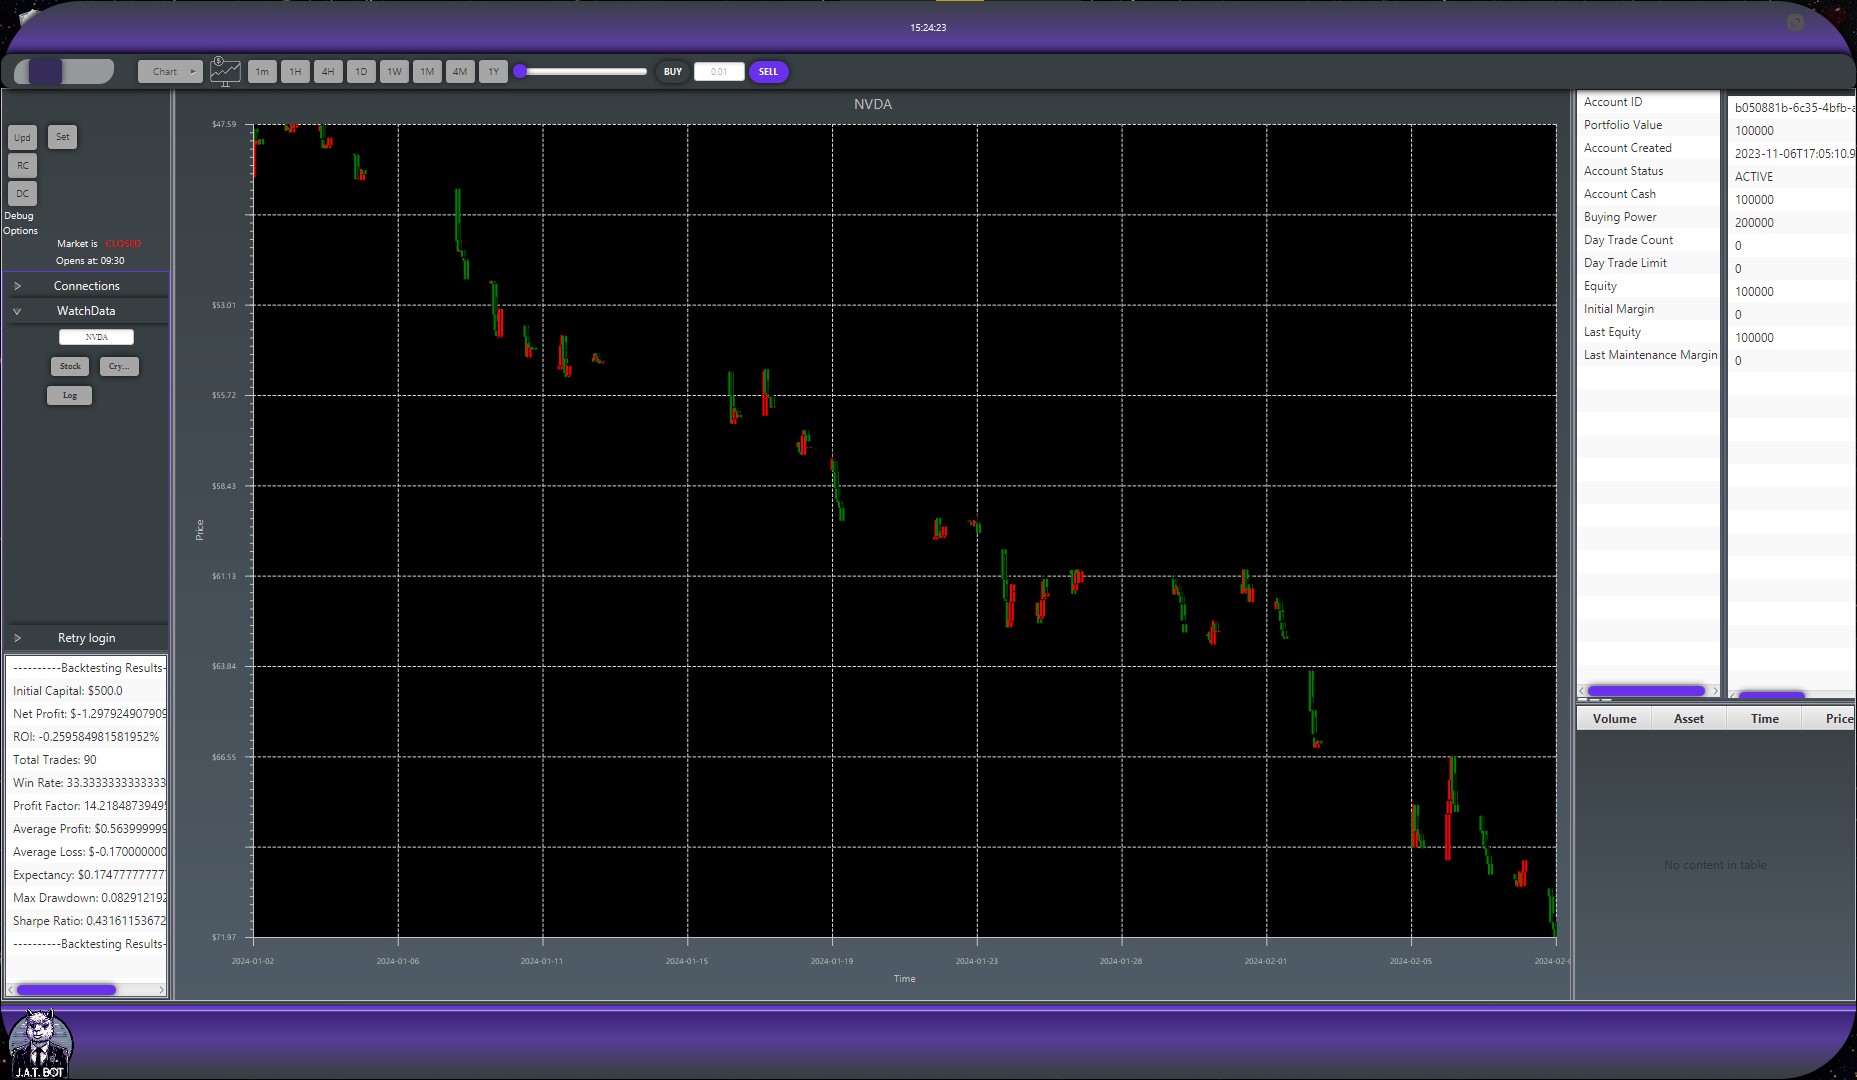 15:24:23
Chart
1m
1H
4H
1D
1W
1M
4M
1Y
BUY
0.01
SELL
Upd
Set
RC
DC
Debug
Options
Market is CLOSED
Opens at: 09:30
Connections
WatchData
NVDA
Stock
Cry...
Log
Retry login
----------Backtesting Results-
Initial Capital: $500.0
Net Profit: $-1.297924907909
ROI: -0.259584981581952%
Total Trades: 90
Win Rate: 33.3333333333333
Profit Factor: 14.2184873949
Average Profit: $0.563999999
Average Loss: $-0.170000000
Expectancy: $0.17477777777
Max Drawdown: 0.082912192
Sharpe Ratio: 0.43161153672
----------Backtesting Results-
NVDA
$47.59
$53.01
$55.72
$58.43
$61.13
$63.84
$66.55
$71.97
Price
2024-01-02
2024-01-06
2024-01-11
2024-01-15
2024-01-19
2024-01-23
2024-01-28
2024-02-01
2024-02-05
2024-02-
Time
Account ID
b050881b-6c35-4bfb-a
Portfolio Value
100000
Account Created
2023-11-06T17:05:10.9
Account Status
ACTIVE
Account Cash
100000
Buying Power
200000
Day Trade Count
0
Day Trade Limit
0
Equity
100000
Initial Margin
0
Last Equity
100000
Last Maintenance Margin
0
Volume
Asset
Time
Price
No content in table
J.A.T. BOT